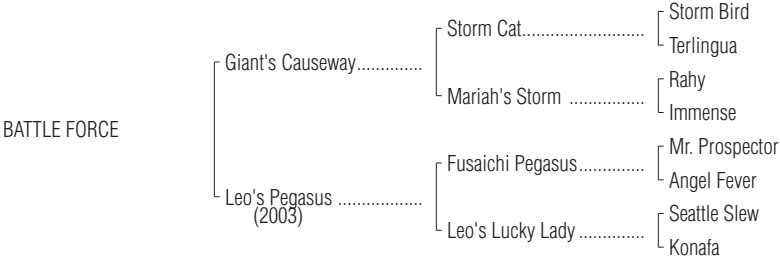 Storm Bird
Storm Cat........................
Terlingua
Giant's Causeway..............
Rahy
Mariah's Storm ................
Immense
BATTLE FORCE
Mr. Prospector
Fusaichi Pegasus..............
Angel Fever
Leo's Pegasus ..................
(2003)
Seattle Slew
Leo's Lucky Lady ..............
Konafa